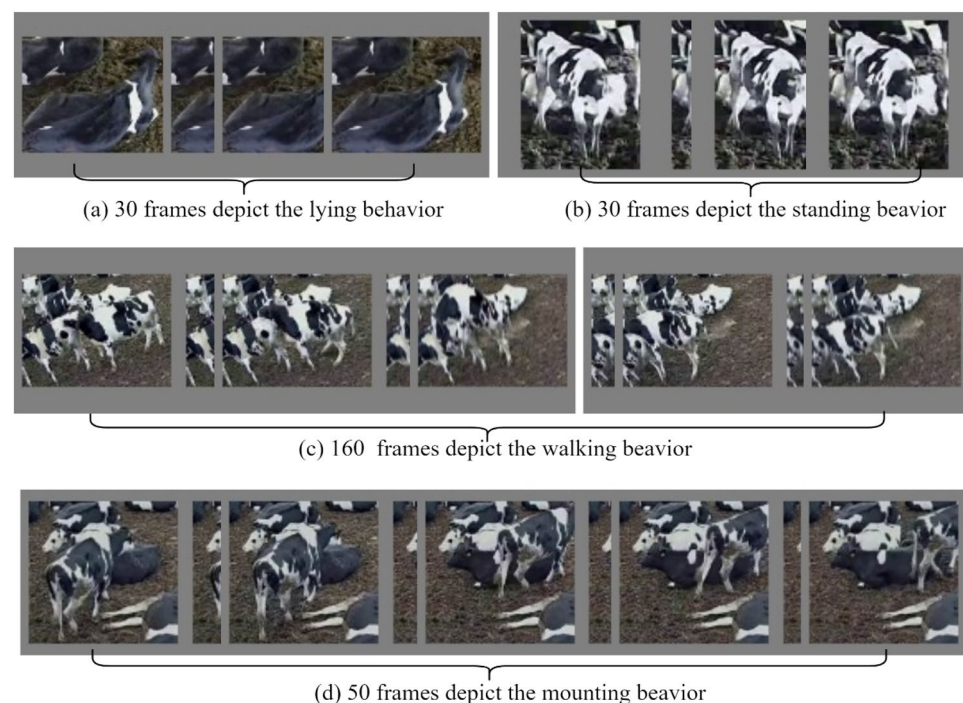 (a) 30 frames depict the lying behavior
(b) 30 frames depict the standing beavior
(c) 160 frames depict the walking beavior
(d) 50 frames depict the mounting beavior